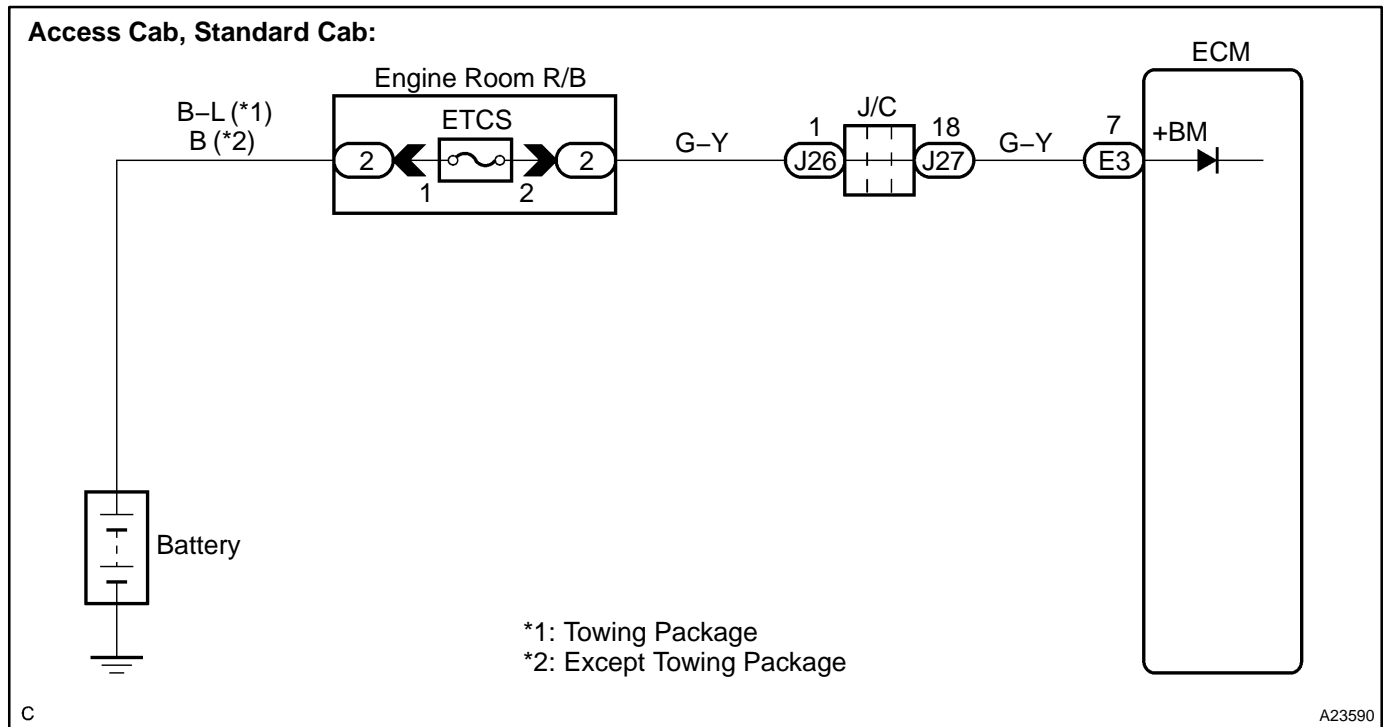 Access Cab, Standard Cab:
ECM
Engine Room R/B
B–L (*1)
B (*2)
ETCS
2
1
2
2
G–Y
J/C
1
J26
18
J27
G–Y
7
E3
+BM
Battery
*1: Towing Package
*2: Except Towing Package
C
A23590